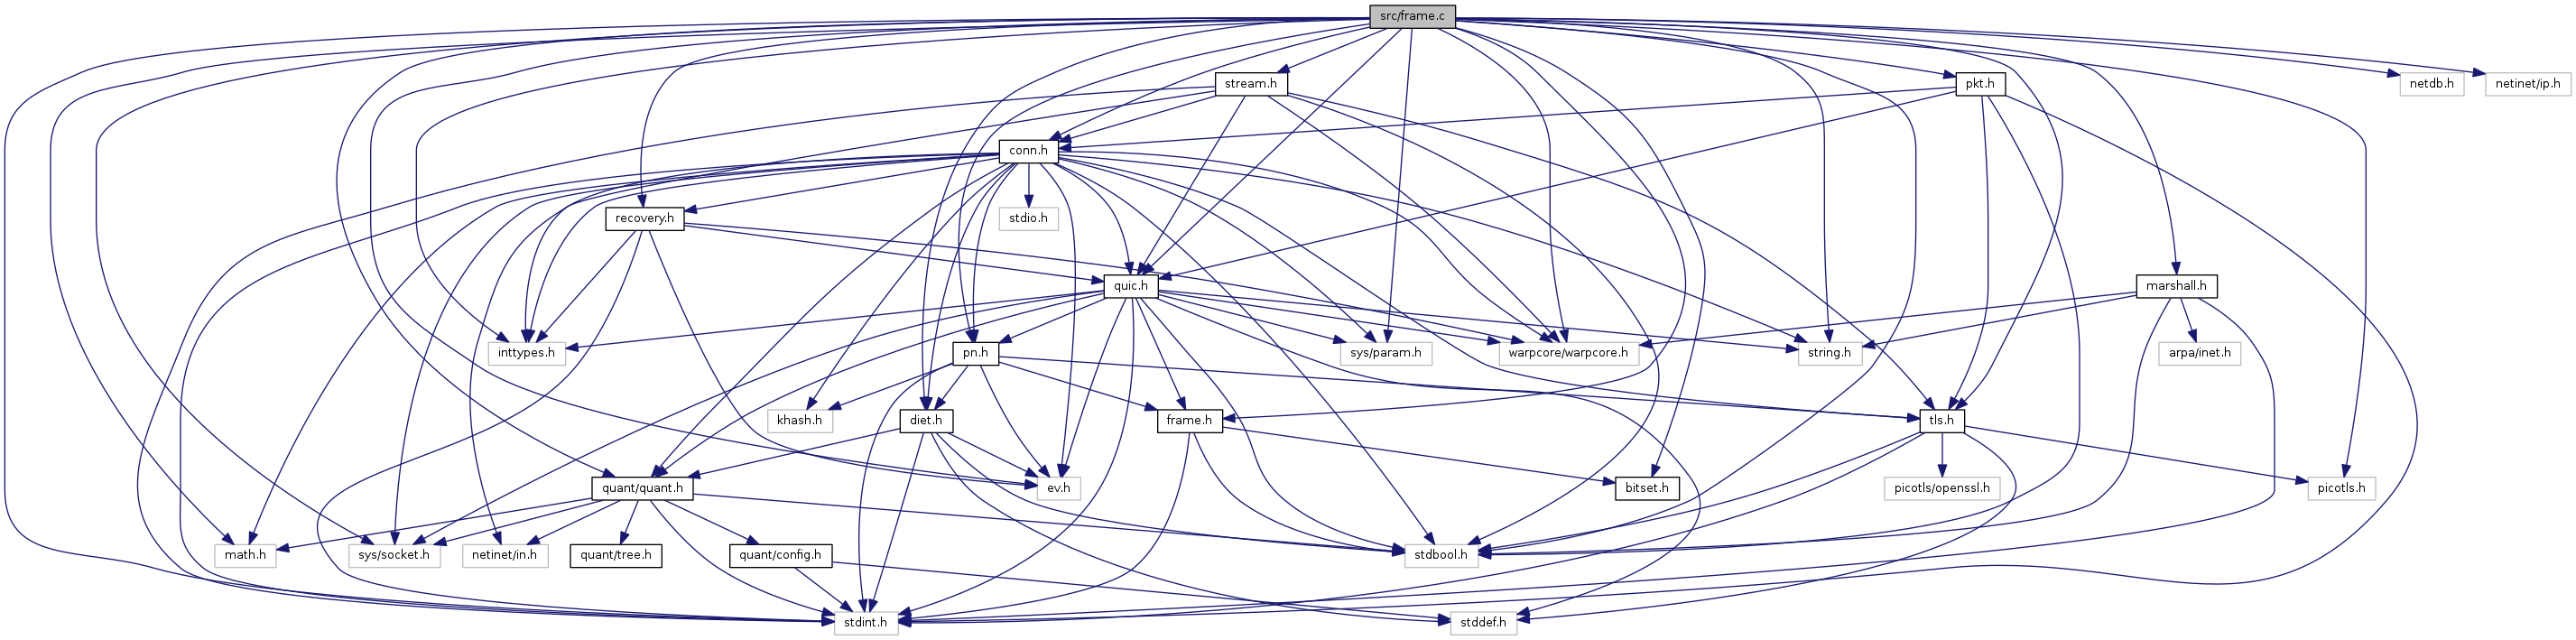 src/frame.c
stream.h
pkt.h
netdb.h
netinet/ip.h
conn.h
recovery.h
stdio.h
quic.h
marshall.h
inttypes.h
pn.h
sys/param.h
warpcore/warpcore.h
string.h
arpa/inet.h
khash.h
diet.h
frame.h
tls.h
quant/quant.h
ev.h
bitset.h
picotls/openssl.h
picotls.h
math.h
sys/socket.h
netinet/in.h
quant/tree.h
quant/config.h
stdbool.h
stdint.h
stddef.h